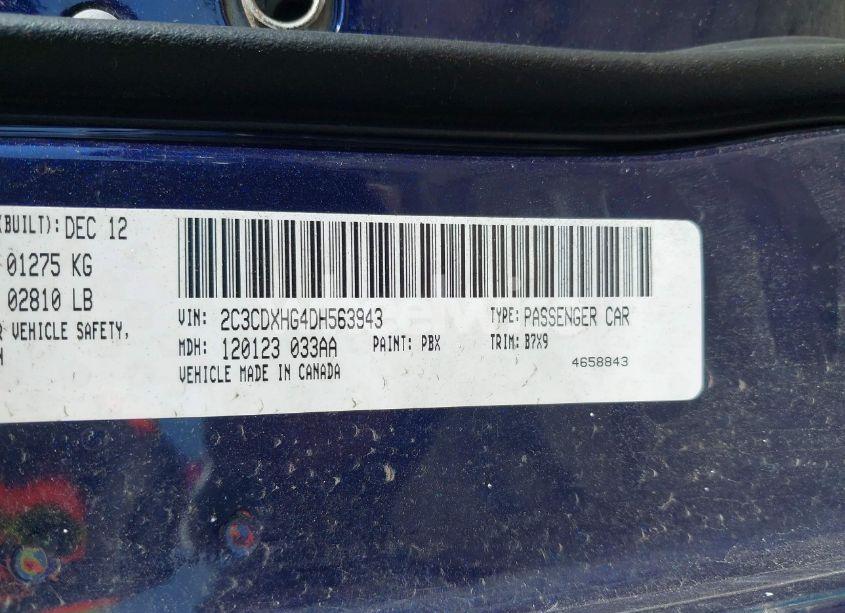 (BUILT): DEC 12
01275 KG
02810 LB
VEHICLE SAFETY,
VIN: 2C3CDXHG4DH563943 TYPE: PASSENGER CAR
MDH: 120123 033AA PAINT: PBX TRIM: B7X9
VEHICLE MADE IN CANADA 4658843